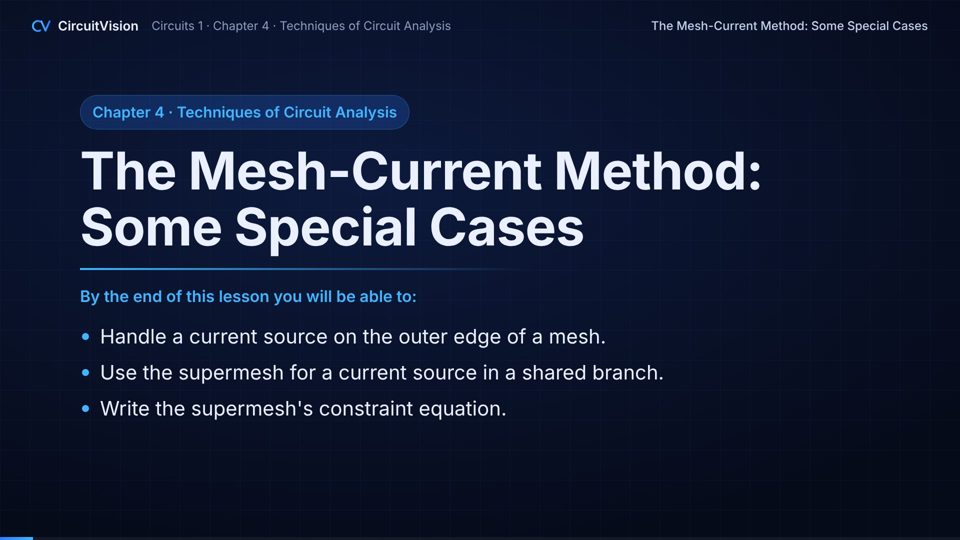 CV CircuitVision Circuits 1 · Chapter 4 · Techniques of Circuit Analysis
The Mesh-Current Method: Some Special Cases
Chapter 4 · Techniques of Circuit Analysis
The Mesh-Current Method:
Some Special Cases
By the end of this lesson you will be able to:
• Handle a current source on the outer edge of a mesh.
• Use the supermesh for a current source in a shared branch.
• Write the supermesh's constraint equation.